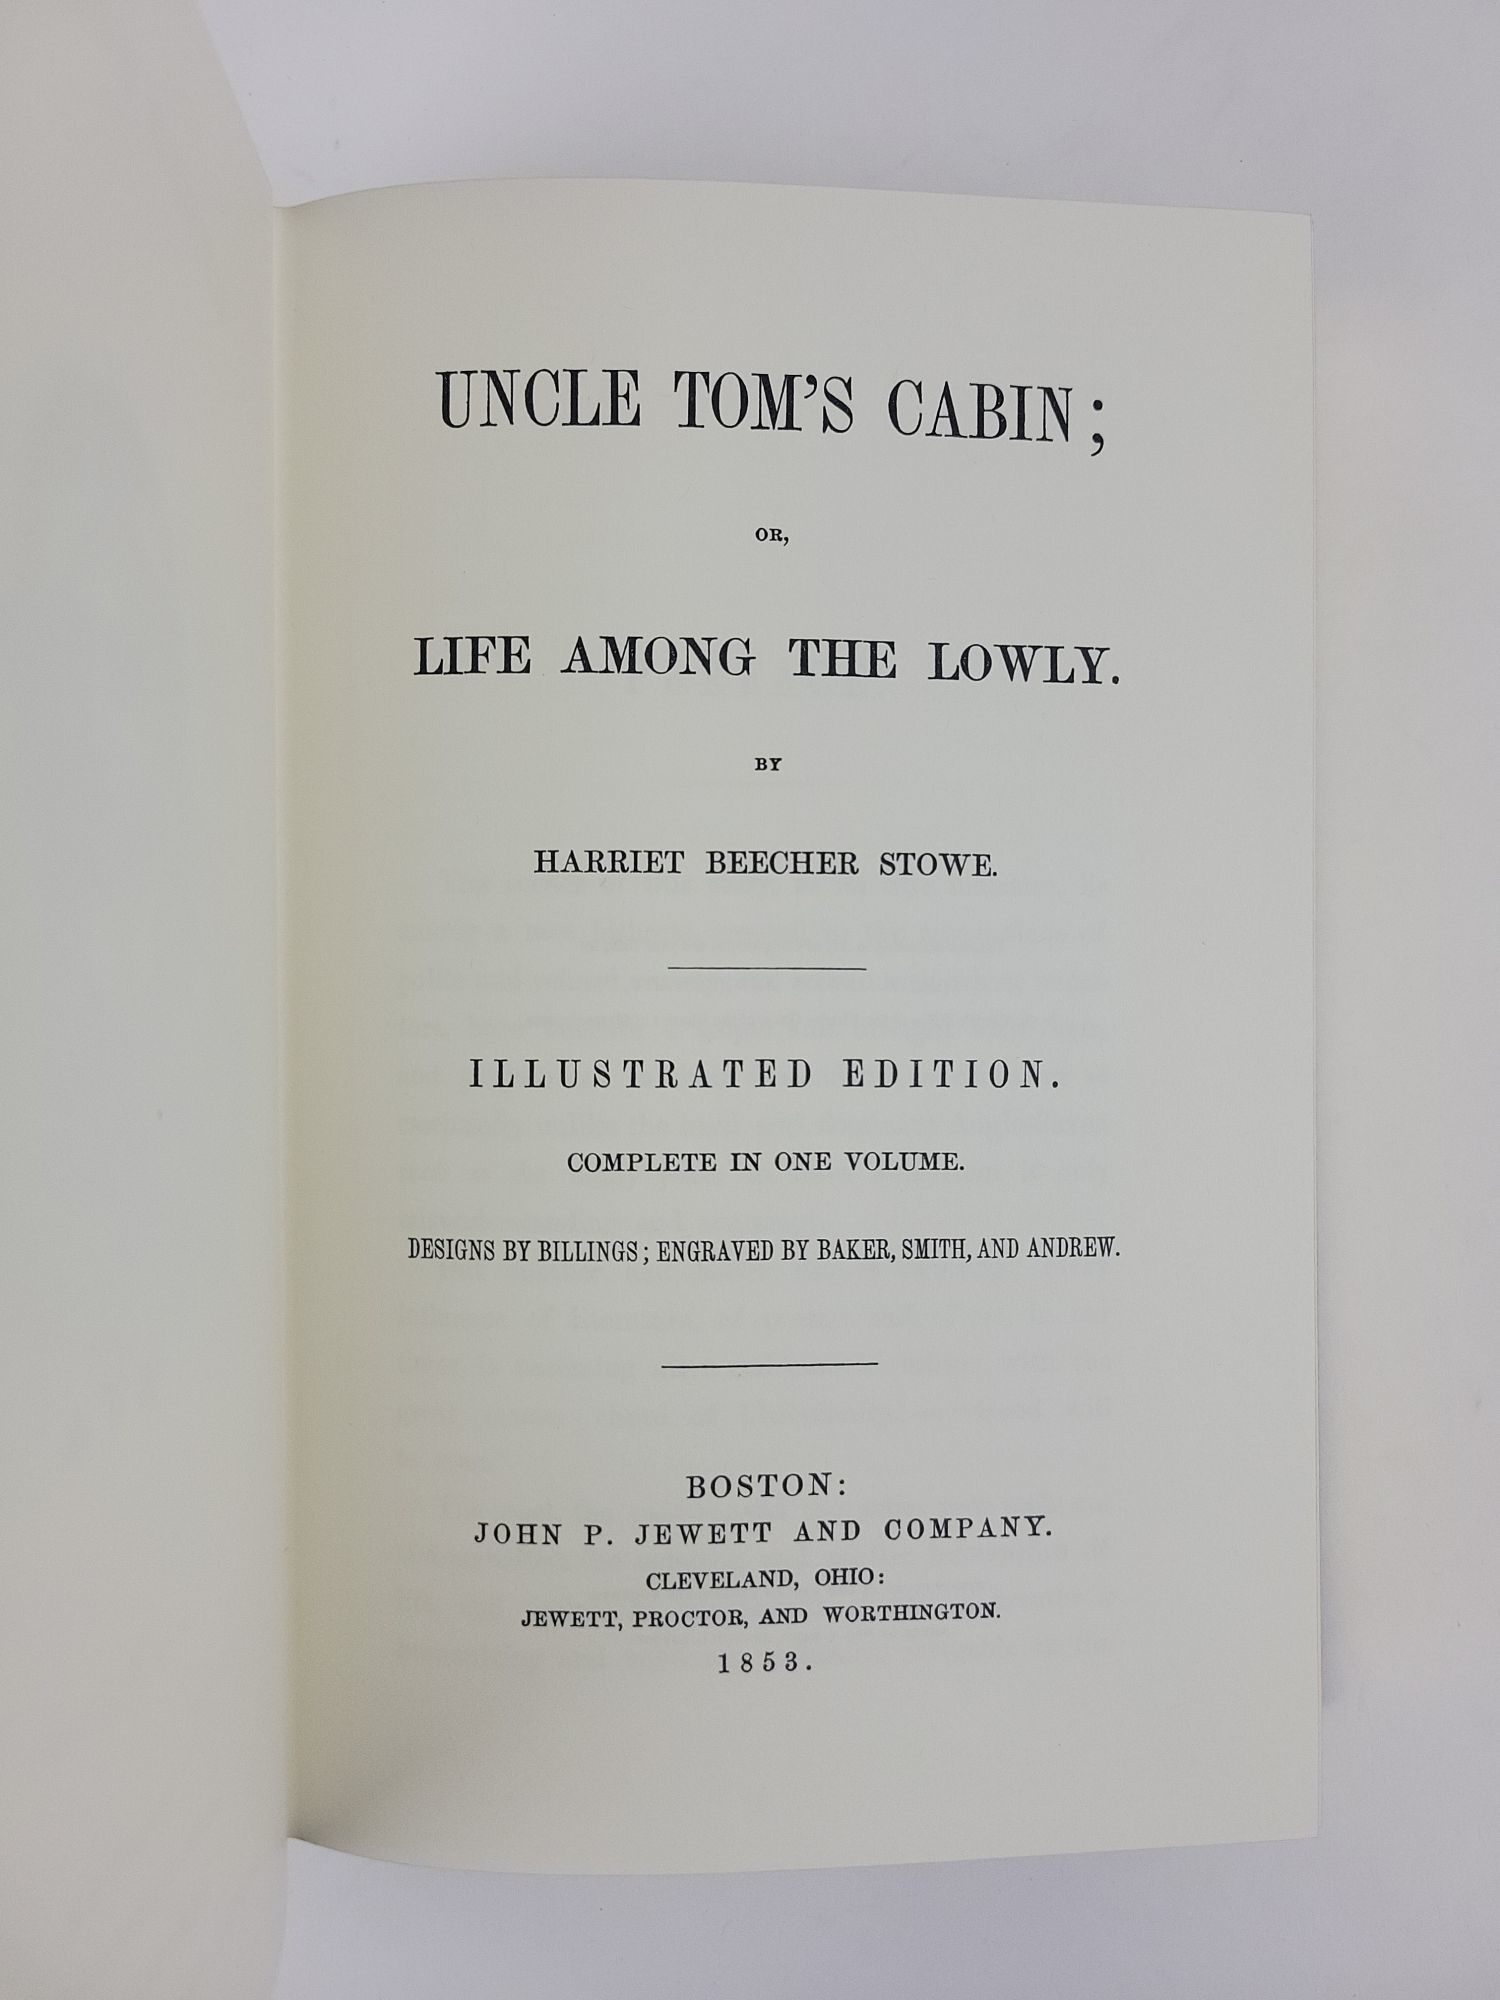 UNCLE TOM'S CABIN;
OR,
LIFE AMONG THE LOWLY.
BY
HARRIET BEECHER STOWE.
ILLUSTRATED EDITION.
COMPLETE IN ONE VOLUME.
DESIGNS BY BILLINGS; ENGRAVED BY BAKER, SMITH, AND ANDREW.
BOSTON:
JOHN P. JEWETT AND COMPANY.
CLEVELAND, OHIO:
JEWETT, PROCTOR, AND WORTHINGTON.
1853.